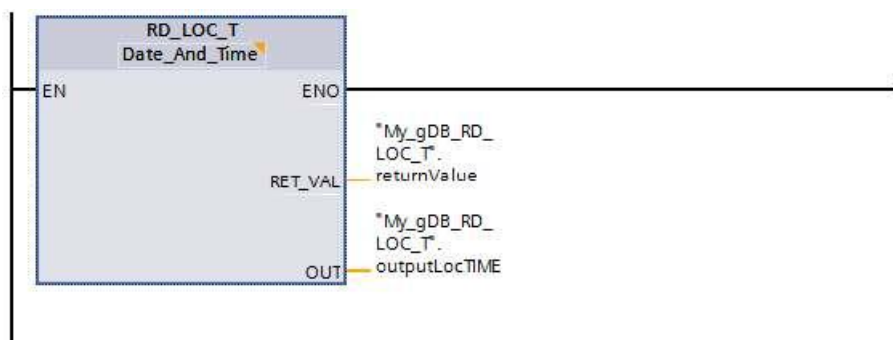 RD_LOC_T
Date_And_Time
EN
ENO
"My_gDB_RD_
LOC_T".
returnValue
RET_VAL
"My_gDB_RD_
LOC_T".
outputLocTIME
OUT